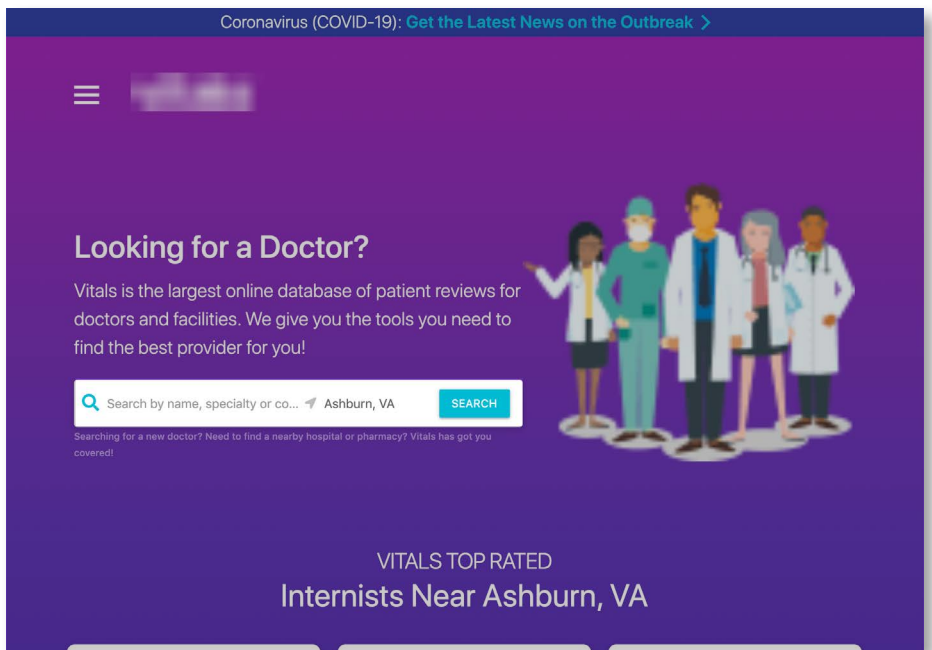 Coronavirus (COVID-19): Get the Latest News on the Outbreak
Looking for a Doctor?
Vitals is the largest online database of patient reviews for
doctors and facilities. We give you the tools you need to
find the best provider for you!
Search by name, specialty or co... Ashburn, VA SEARCH
Searching for a new doctor? Need to find a nearby hospital or pharmacy? Vitals has got you
covered!
VITALS TOP RATED
Internists Near Ashburn, VA